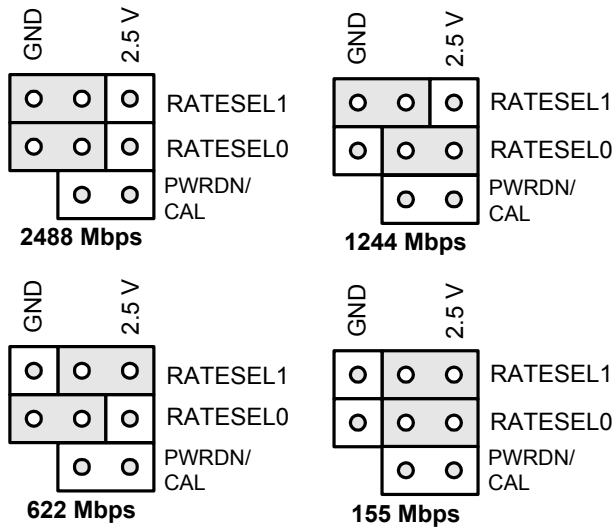 GND
2.5 V
RATESEL1
RATESEL0
PWRDN/
CAL
2488 Mbps
GND
2.5 V
RATESEL1
RATESEL0
PWRDN/
CAL
1244 Mbps
GND
2.5 V
RATESEL1
RATESEL0
PWRDN/
CAL
622 Mbps
GND
2.5 V
RATESEL1
RATESEL0
PWRDN/
CAL
155 Mbps